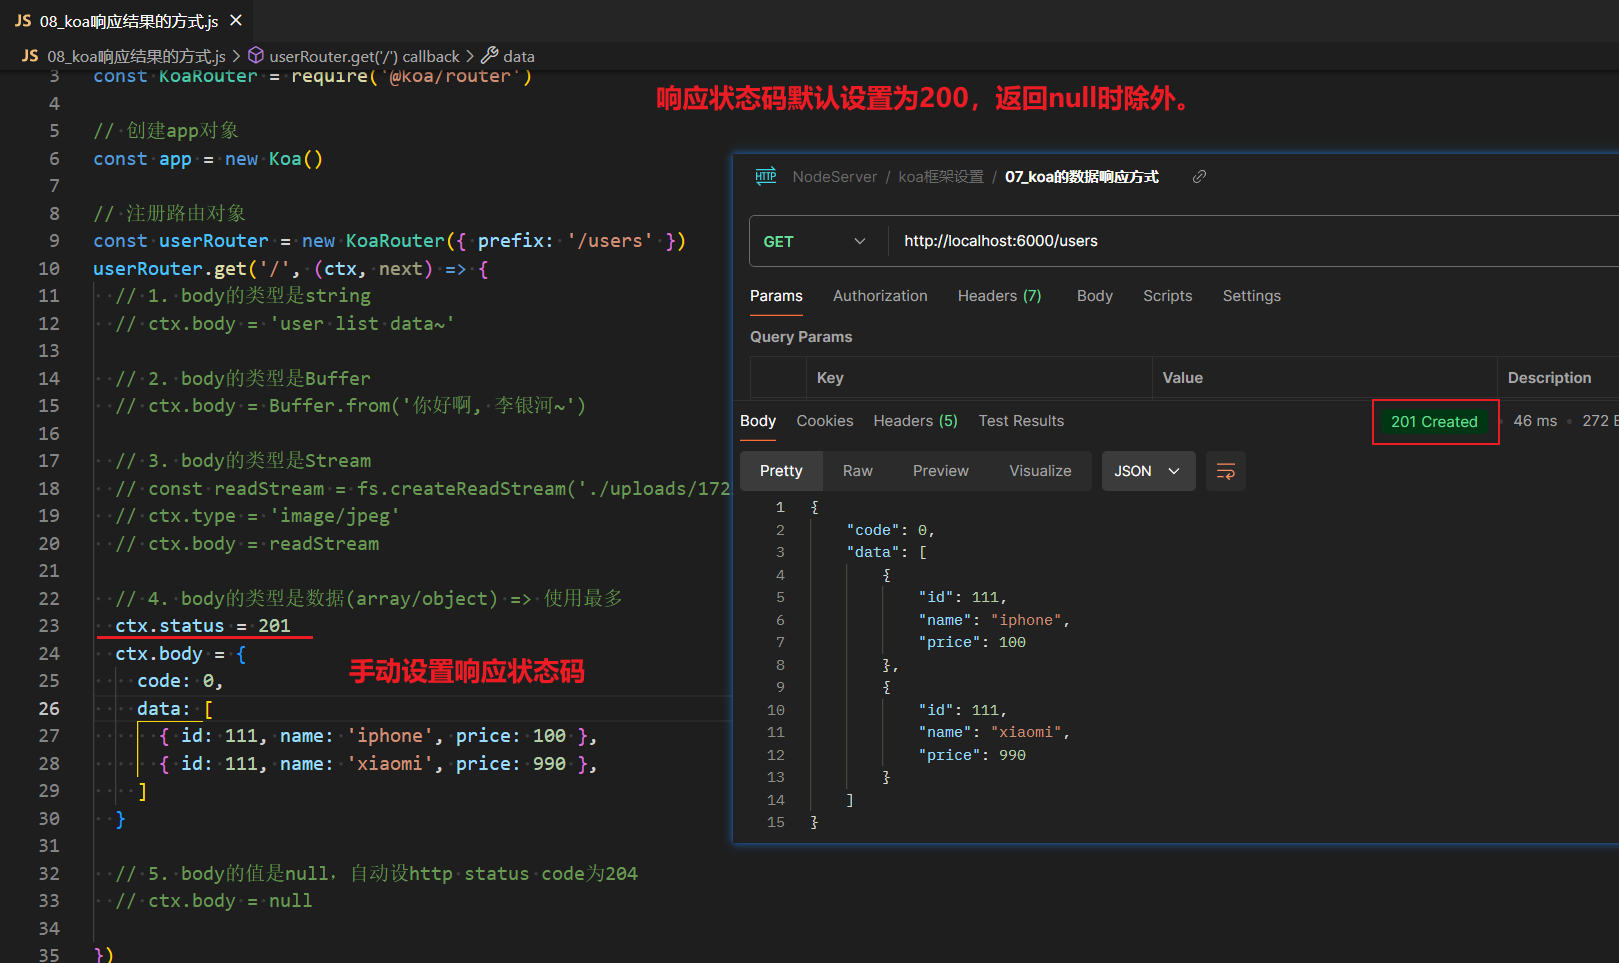 JS 08_koa响应结果的方式.js ×
JS 08_koa响应结果的方式.js > userRouter.get('/') callback > data
3 const KoaRouter = require('@koa/router')
4
5 // 创建app对象
6 const app = new Koa()
7
8 // 注册路由对象
9 const userRouter = new KoaRouter({ prefix: '/users' })
10 userRouter.get('/', (ctx, next) => {
11 // 1. body的类型是string
12 // ctx.body = 'user list data~'
13
14 // 2. body的类型是Buffer
15 // ctx.body = Buffer.from('你好啊, 李银河~')
16
17 // 3. body的类型是Stream
18 // const readStream = fs.createReadStream('./uploads/172
19 // ctx.type = 'image/jpeg'
20 // ctx.body = readStream
21
22 // 4. body的类型是数据(array/object) => 使用最多
23 ctx.status = 201
24 ctx.body = {
25 code: 0,
26 data: [
27 { id: 111, name: 'iphone', price: 100 },
28 { id: 111, name: 'xiaomi', price: 990 },
29 ]
30 }
31
32 // 5. body的值是null, 自动设http status code为204
33 // ctx.body = null
34
35 })
手动设置响应状态码
响应状态码默认设置为200，返回null时除外。
HTTP NodeServer / koa框架设置 / 07_koa的数据响应方式
GET http://localhost:6000/users
Params Authorization Headers (7) Body Scripts Settings
Query Params
Key Value Description
Body Cookies Headers (5) Test Results 201 Created 46 ms 272 B
Pretty Raw Preview Visualize JSON
1 {
2 "code": 0,
3 "data": [
4 {
5 "id": 111,
6 "name": "iphone",
7 "price": 100
8 },
9 {
10 "id": 111,
11 "name": "xiaomi",
12 "price": 990
13 }
14 ]
15 }